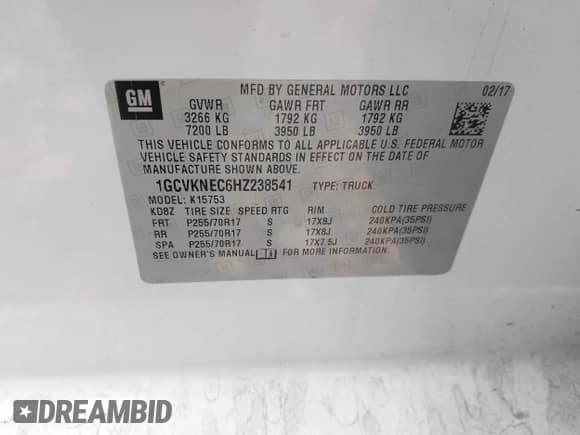 GM
MFD BY GENERAL MOTORS LLC 02/17
GVWR GAWR FRT GAWR RR
3266 KG 1792 KG 1792 KG
7200 LB 3950 LB 3950 LB
THIS VEHICLE CONFORMS TO ALL APPLICABLE U.S. FEDERAL MOTOR
VEHICLE SAFETY STANDARDS IN EFFECT ON THE DATE OF
MANUFACTURE SHOWN ABOVE.
1GCVKNEC6HZ238541 TYPE: TRUCK
MODEL: K15753
KD8Z TIRE SIZE SPEED RTG RIM COLD TIRE PRESSURE
FRT P255/70R17 S 17X8J 240KPA(35PSI)
RR P255/70R17 S 17X8J 240KPA(35PSI)
SPA P255/70R17 S 17X7.5J 240KPA(35PSI)
SEE OWNER'S MANUAL FOR MORE INFORMATION.
DREAMBID